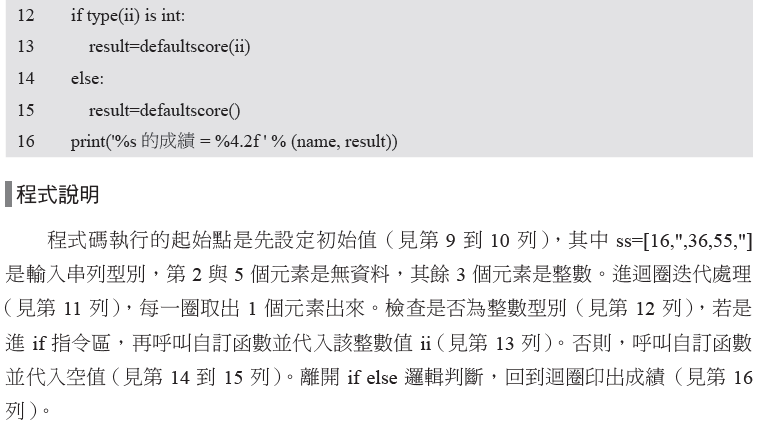 12 if type(ii) is int:
13 result=defaultscore(ii)
14 else:
15 result=defaultscore()
16 print('%s 的成績 = %4.2f ' % (name, result))
程式說明
程式碼執行的起始點是先設定初始值（見第 9 到 10 列），其中 ss=[16,'',36,55,'']
是輸入串列型別，第 2 與 5 個元素是無資料，其餘 3 個元素是整數。進迴圈迭代處理
（見第 11 列），每一圈取出 1 個元素出來。檢查是否為整數型別（見第 12 列），若是
進 if 指令區，再呼叫自訂函數並代入該整數值 ii（見第 13 列）。否則，呼叫自訂函數
並代入空值（見第 14 到 15 列）。離開 if else 邏輯判斷，回到迴圈印出成績（見第 16
列）。